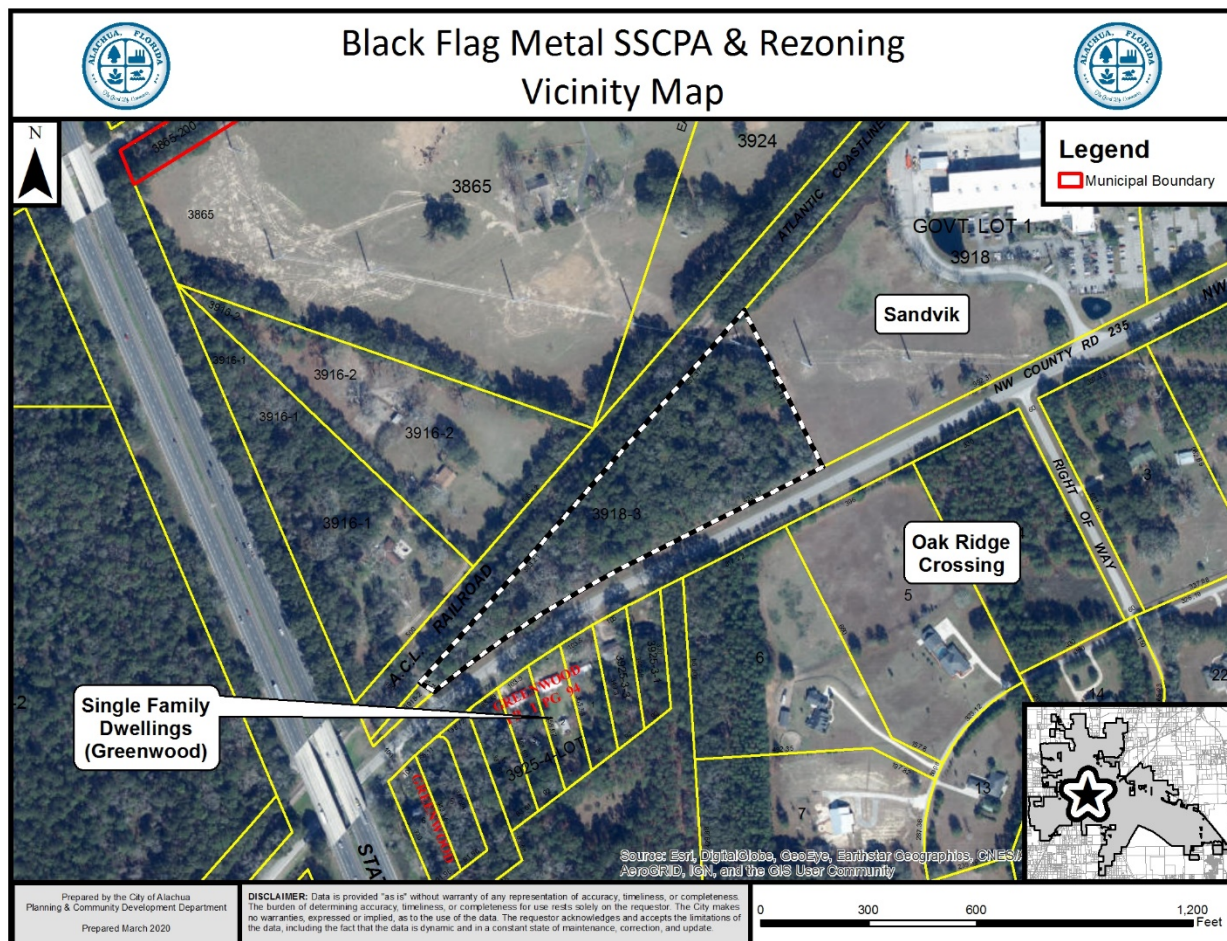 Black Flag Metal SSCPA & Rezoning
Vicinity Map
ALACHUA, FLORIDA
ALACHUA, FLORIDA
N
Legend
Municipal Boundary
3865-200
3865
3865
3924
ATLANTIC COASTLINE
GOVT. LOT 1
3918
Sandvik
NW COUNTY RD 235
NW
3916-1
3916-2
3916-1
3916-2
3916-1
3918-3
A.C.L. RAILROAD
RIGHT OF WAY
3
Oak Ridge
Crossing
5
6
Single Family
Dwellings
(Greenwood)
GREENWOOD
3925-4-LOT
7
13
14
22
STAT
Source: Esri, DigitalGlobe, GeoEye, Earthstar Geographics, CNES/
AeroGRID, IGN, and the GIS User Community
Prepared by the City of Alachua
Planning & Community Development Department
Prepared March 2020
DISCLAIMER: Data is provided "as is" without warranty of any representation of accuracy, timeliness, or completeness.
The burden of determining accuracy, timeliness, or completeness for use rests solely on the requestor. The City makes
no warranties, expressed or implied, as to the use of the data. The requestor acknowledges and accepts the limitations of
the data, including the fact that the data is dynamic and in a constant state of maintenance, correction, and update.
0 300 600 1,200
Feet